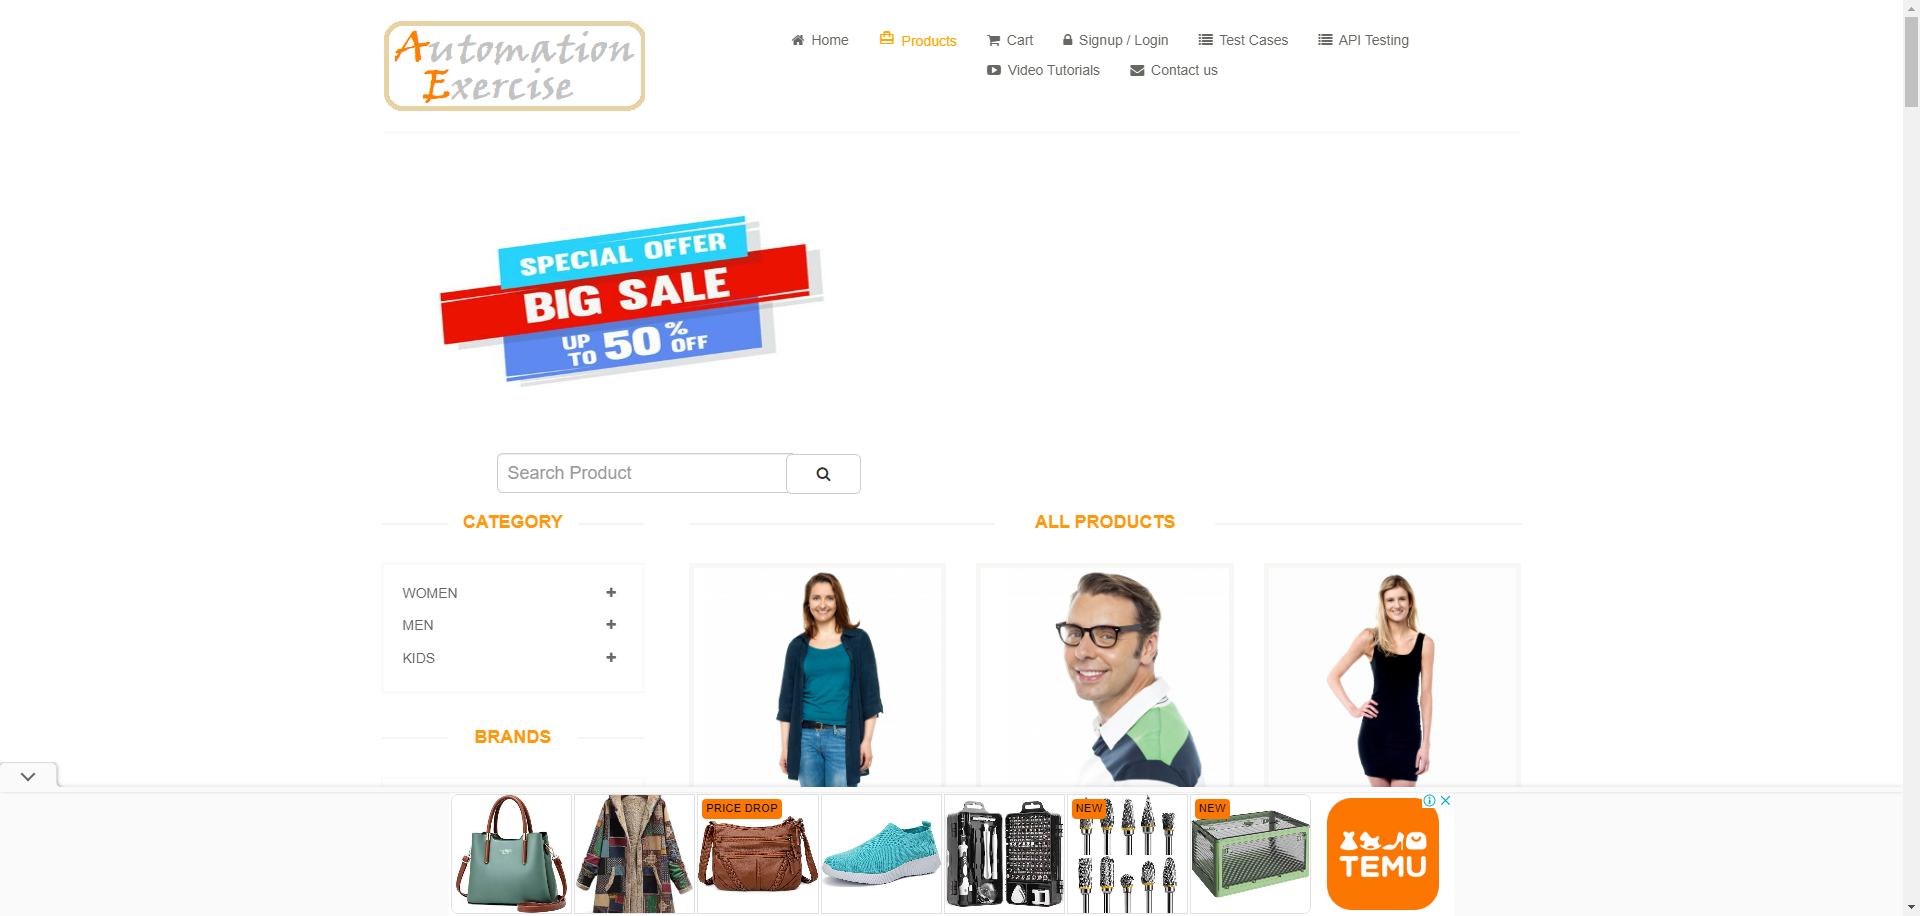 Automation
Exercise
Home
Products
Cart
Signup / Login
Test Cases
API Testing
Video Tutorials
Contact us
SPECIAL OFFER
BIG SALE
UP TO 50% OFF
Search Product
CATEGORY
ALL PRODUCTS
WOMEN
MEN
KIDS
BRANDS
PRICE DROP
NEW
NEW
TEMU